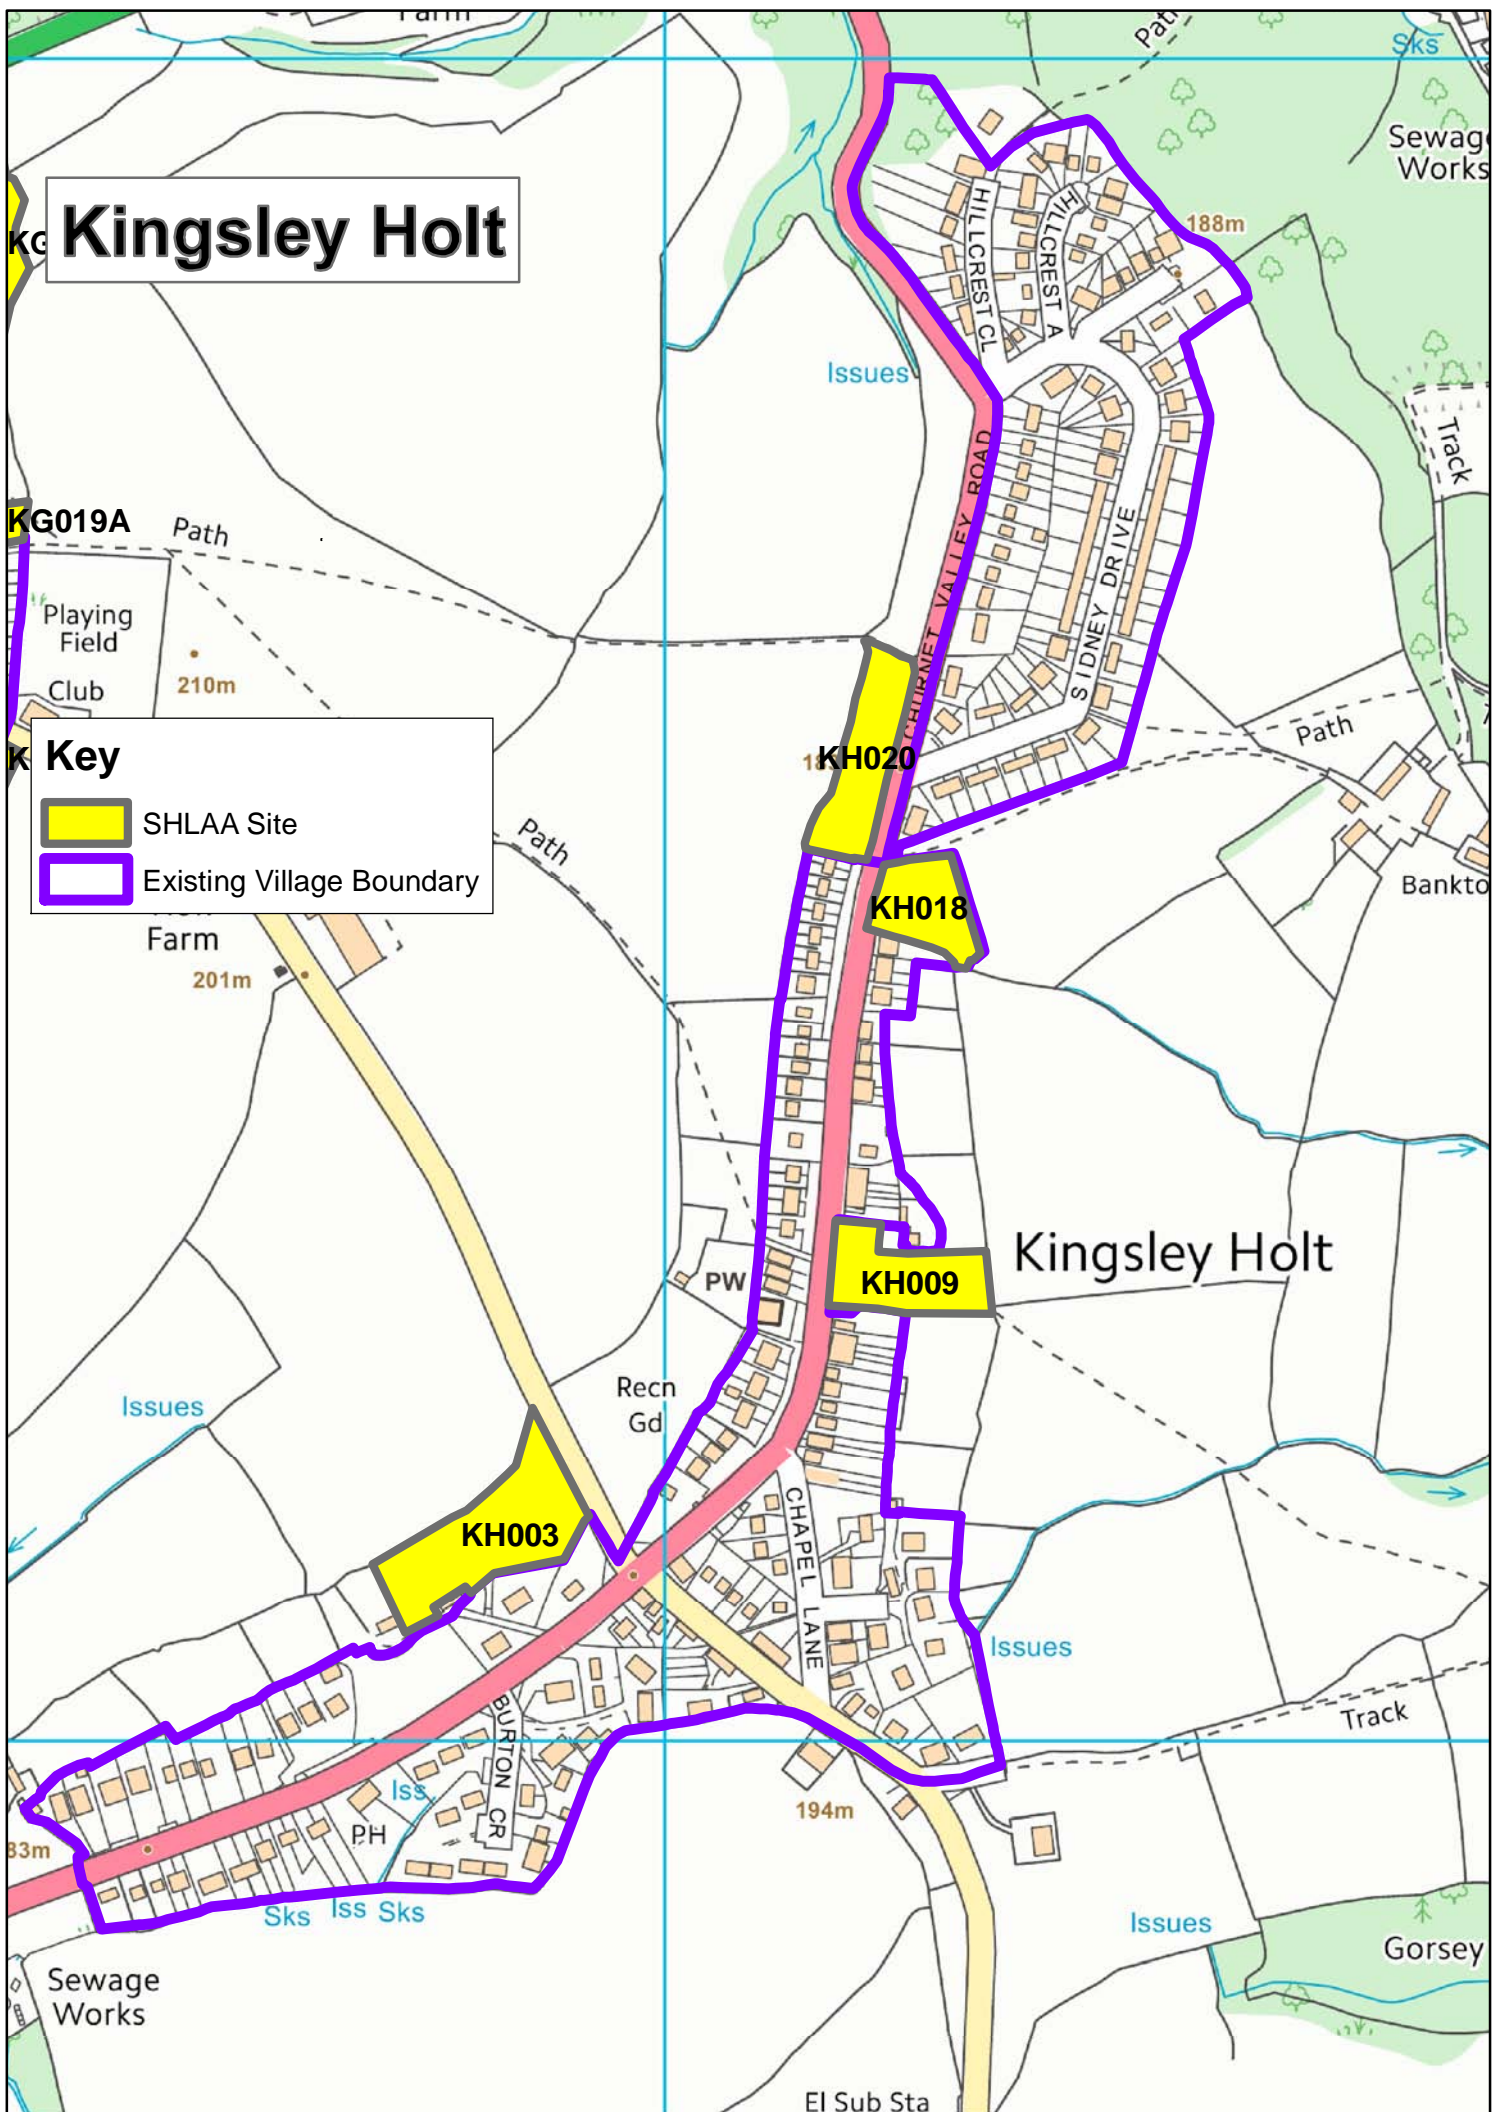 Farm
Path
Sks
Sewage
Works
188m
KG
Kingsley Holt
HILLCREST CL
HILLCREST A
Issues
Track
CHURNET VALLEY ROAD
KG019A
Path
SIDNEY DRIVE
Playing
Field
Club
210m
Path
KH020
K
Key
SHLAA Site
Existing Village Boundary
Path
Bankto
KH018
Farm
201m
Kingsley Holt
PW
KH009
Recn
Gd
Issues
KH003
CHAPEL LANE
Issues
Track
BURTON CR
Iss
PH
194m
83m
Sks
Iss
Sks
Issues
Gorsey
Sewage
Works
El Sub Sta